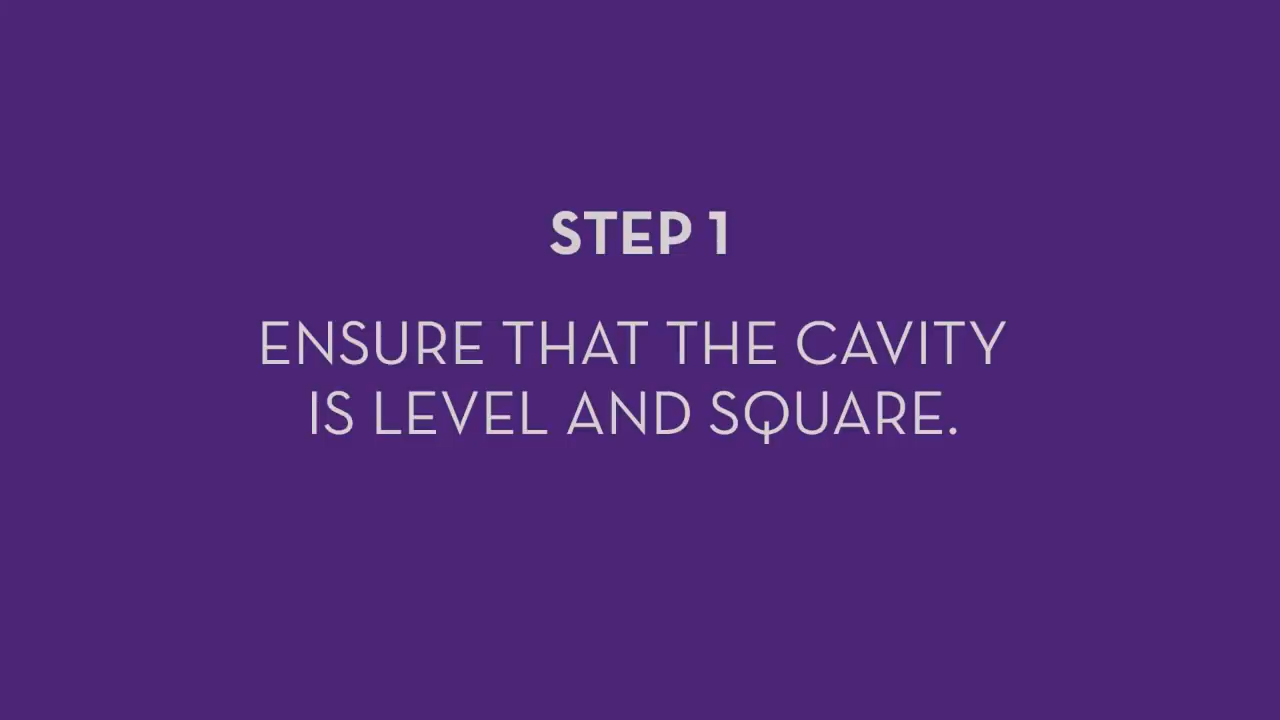 STEP 1
ENSURE THAT THE CAVITY
IS LEVEL AND SQUARE.